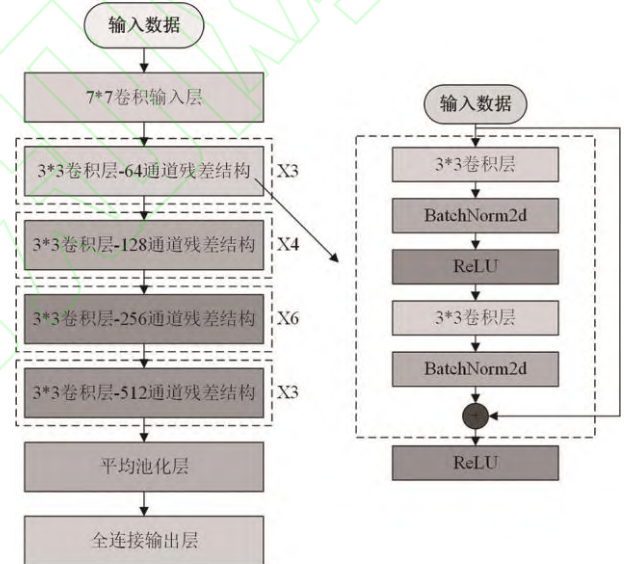 输入数据
7*7卷积输入层
3*3卷积层-64通道残差结构
X3
3*3卷积层-128通道残差结构
X4
3*3卷积层-256通道残差结构
X6
3*3卷积层-512通道残差结构
X3
平均池化层
全连接输出层
输入数据
3*3卷积层
BatchNorm2d
ReLU
3*3卷积层
BatchNorm2d
ReLU